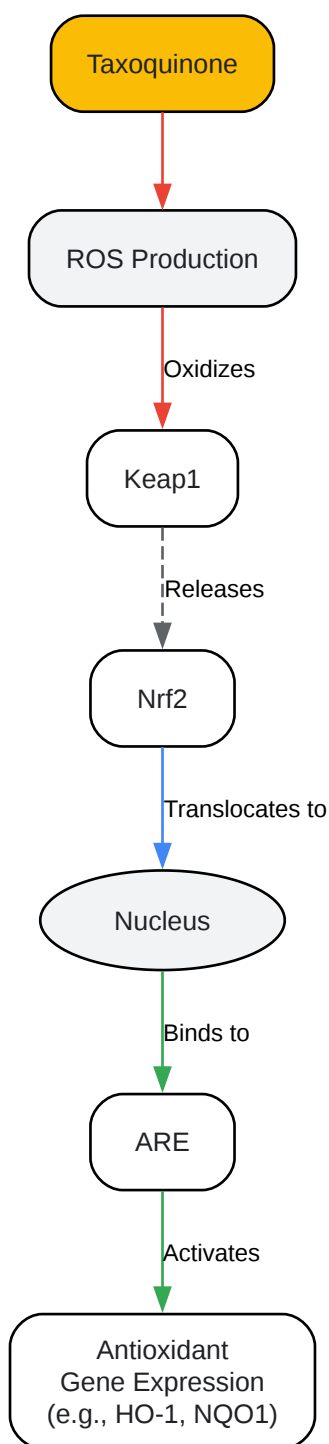 Taxoquinone
ROS Production
Oxidizes
Keap1
Releases
Nrf2
Translocates to
Nucleus
Binds to
ARE
Activates
Antioxidant
Gene Expression
(e.g., HO-1, NQO1)